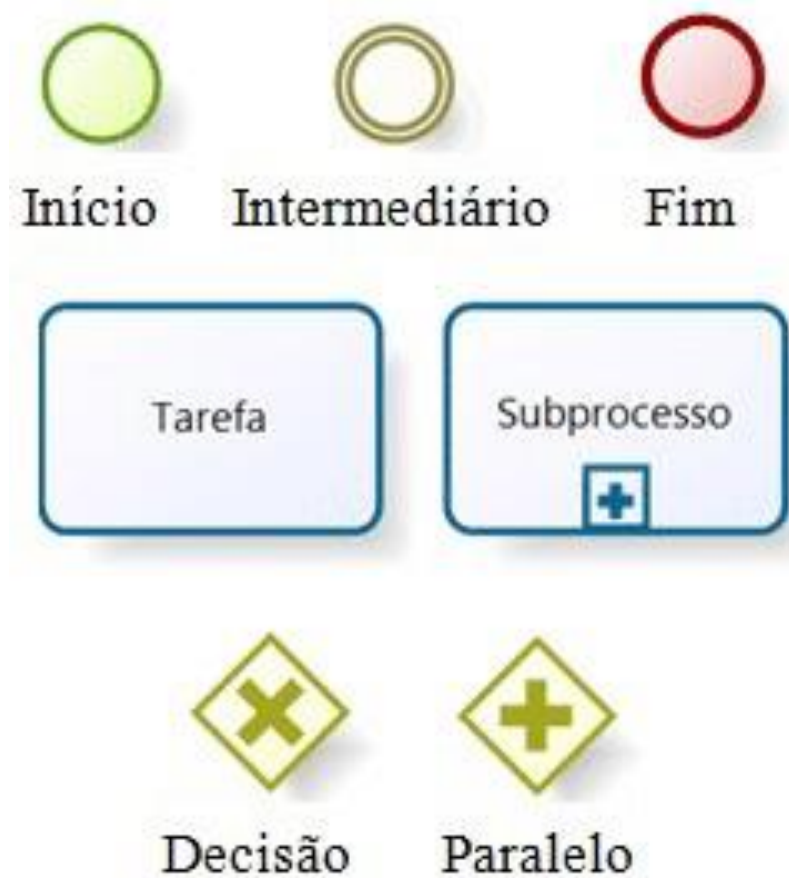 Início Intermediário Fim
Tarefa Subprocesso
Decisão Paralelo